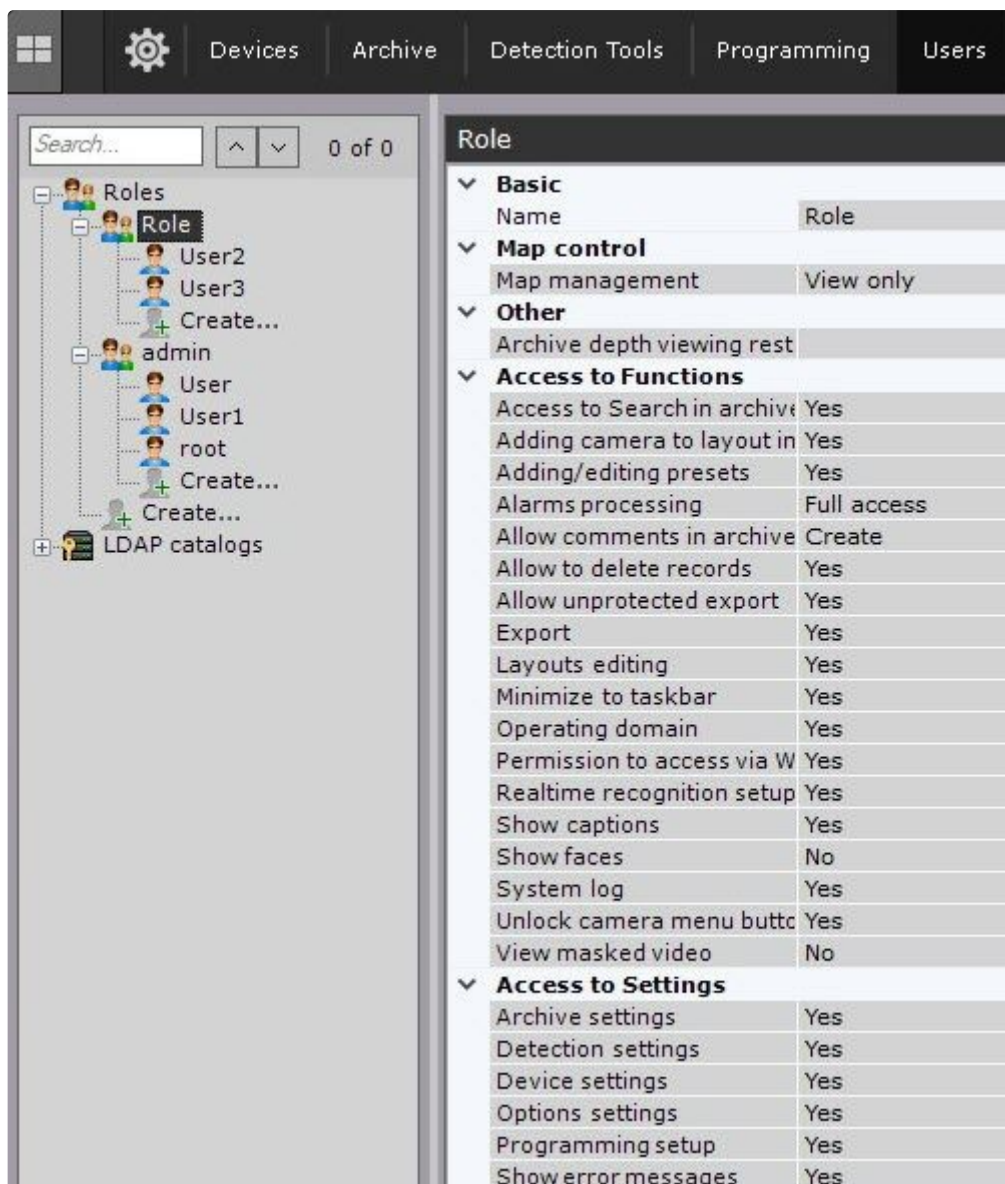 Devices Archive Detection Tools Programming Users
Search... 0 of 0
Roles
Role
User2
User3
Create...
admin
User
User1
root
Create...
Create...
LDAP catalogs
Role
Basic
Name Role
Map control
Map management View only
Other
Archive depth viewing rest
Access to Functions
Access to Search in archive Yes
Adding camera to layout in Yes
Adding/editing presets Yes
Alarms processing Full access
Allow comments in archive Create
Allow to delete records Yes
Allow unprotected export Yes
Export Yes
Layouts editing Yes
Minimize to taskbar Yes
Operating domain Yes
Permission to access via W Yes
Realtime recognition setup Yes
Show captions Yes
Show faces No
System log Yes
Unlock camera menu butto Yes
View masked video No
Access to Settings
Archive settings Yes
Detection settings Yes
Device settings Yes
Options settings Yes
Programming setup Yes
Show error messages Yes